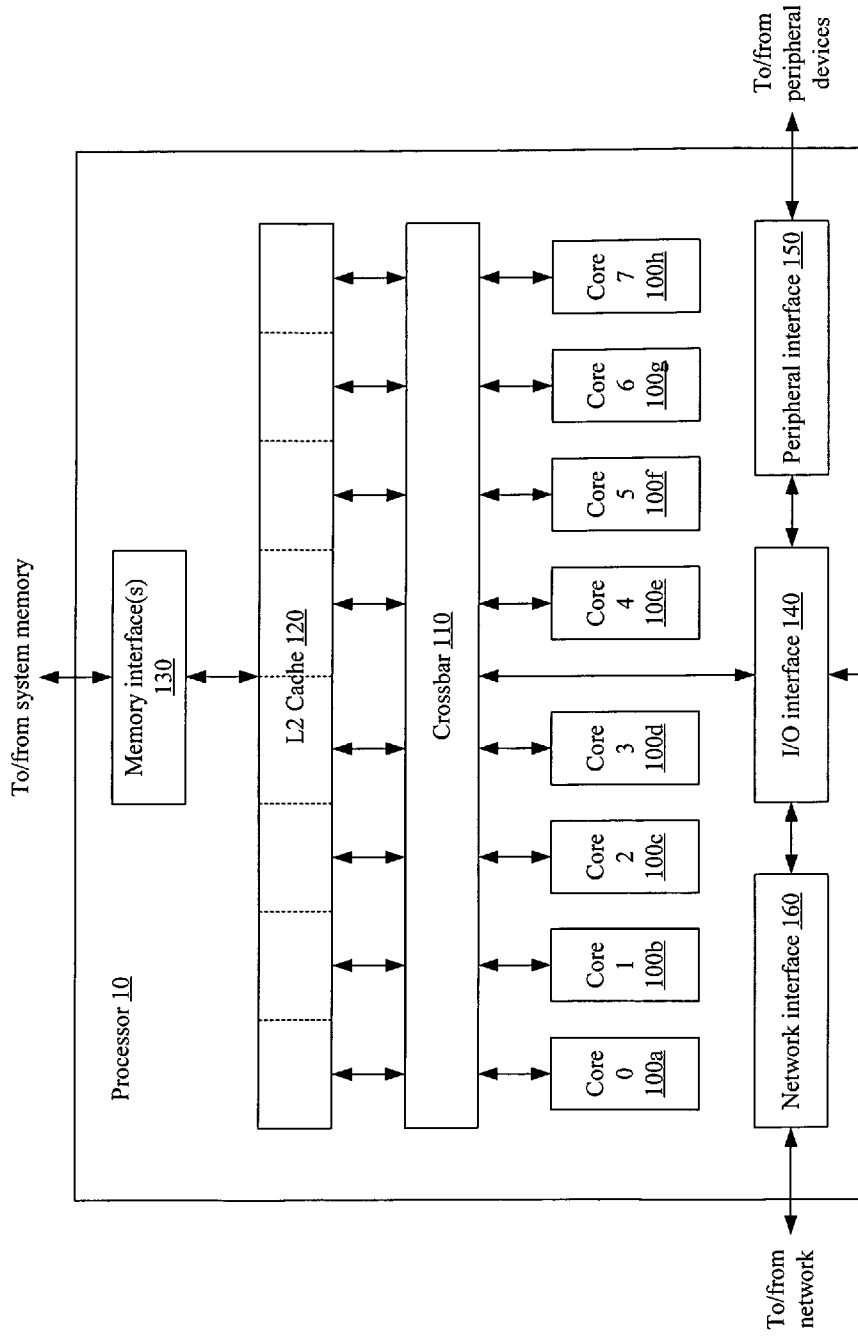 To/from system memory
Processor 10
Memory interface(s)
130
L2 Cache 120
Crossbar 110
Core
0
100a
Core
1
100b
Core
2
100c
Core
3
100d
Core
4
100e
Core
5
100f
Core
6
100g
Core
7
100h
Network interface 160
I/O interface 140
Peripheral interface 150
To/from
network
To/from
peripheral
devices